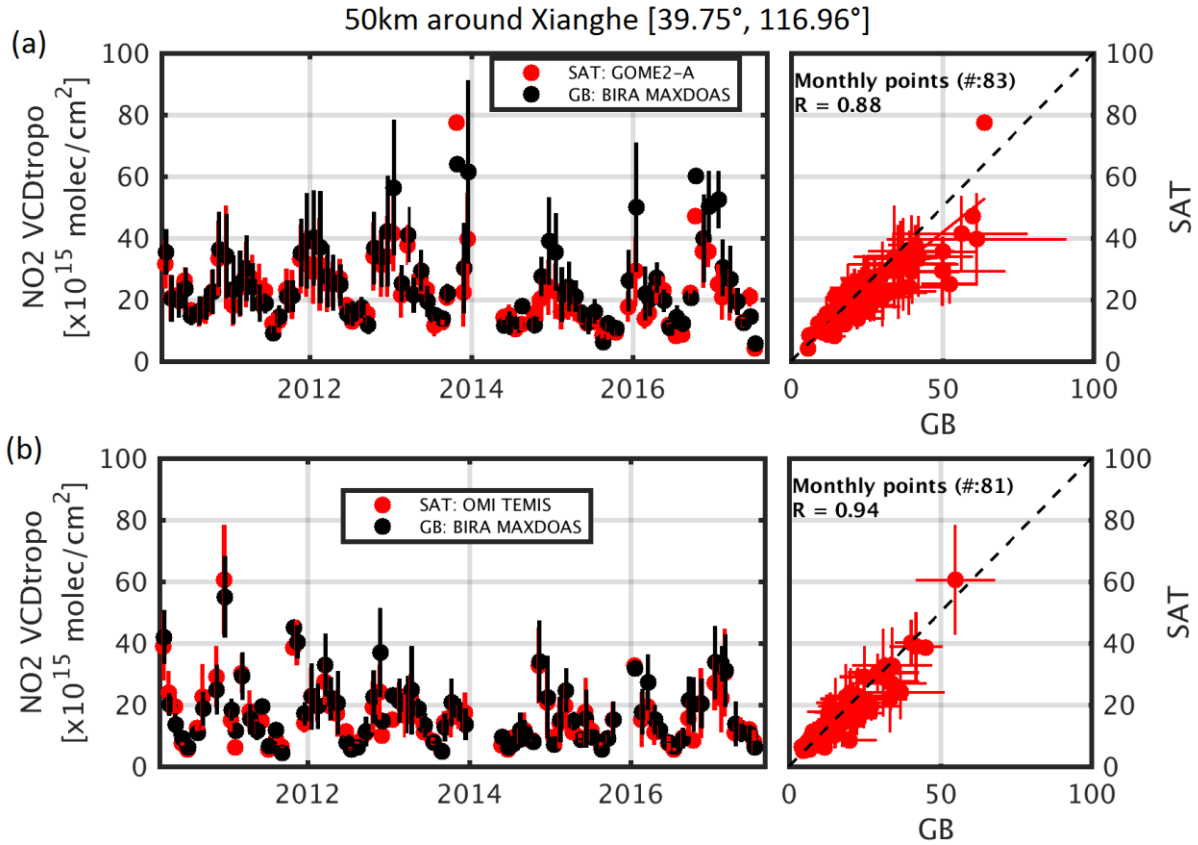 50km around Xianghe [39.75°, 116.96°]
(a)
NO2 VCDtropo
[x10^15 molec/cm^2]
100
80
60
40
20
0
2012
2014
2016
SAT: GOME2-A
GB: BIRA MAXDOAS
Monthly points (#:83)
R = 0.88
0
50
100
GB
100
80
60
40
20
0
SAT
(b)
NO2 VCDtropo
[x10^15 molec/cm^2]
100
80
60
40
20
0
2012
2014
2016
SAT: OMI TEMIS
GB: BIRA MAXDOAS
Monthly points (#:81)
R = 0.94
0
50
100
GB
100
80
60
40
20
0
SAT